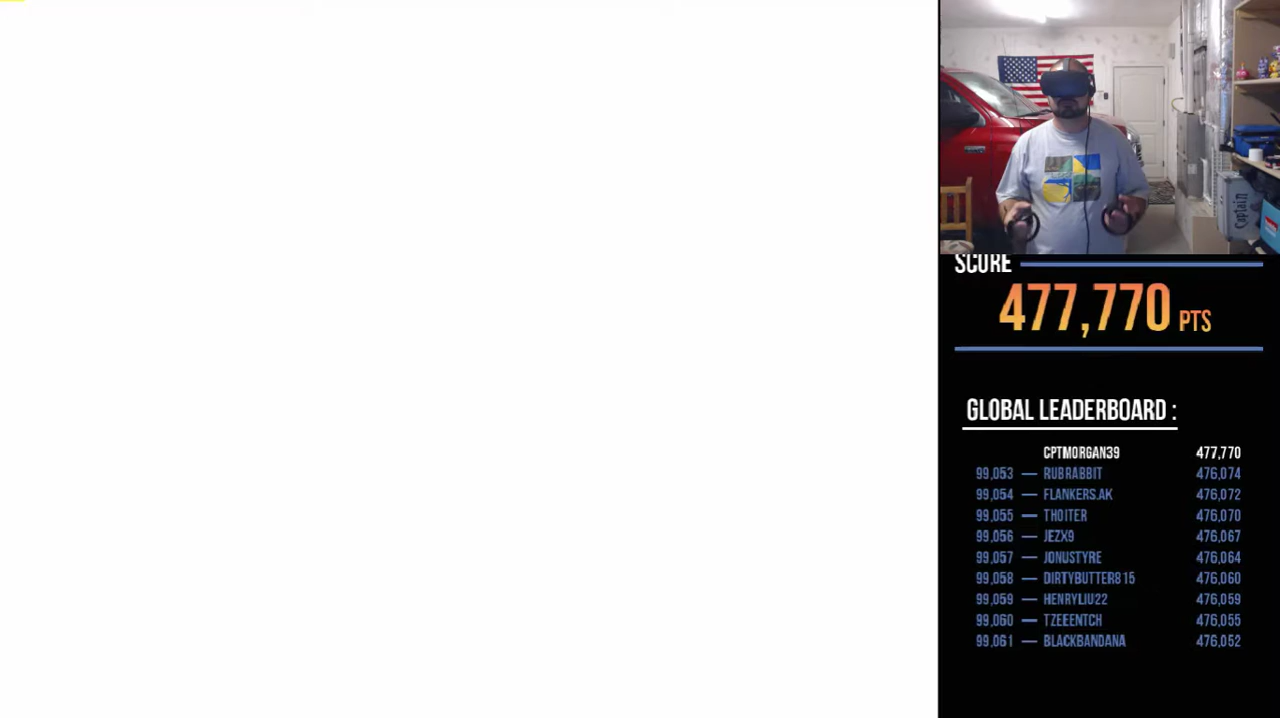 Captain
SCORE
477,770 PTS
GLOBAL LEADERBOARD :
CPTMORGAN39 477,770
99,053 — RUBRABBIT 476,074
99,054 — FLANKERS.AK 476,072
99,055 — THOITER 476,070
99,056 — JEZX9 476,067
99,057 — JONUSTYRE 476,064
99,058 — DIRTYBUTTER815 476,060
99,059 — HENRYLIU22 476,059
99,060 — TZEEENTCH 476,055
99,061 — BLACKBANDANA 476,052